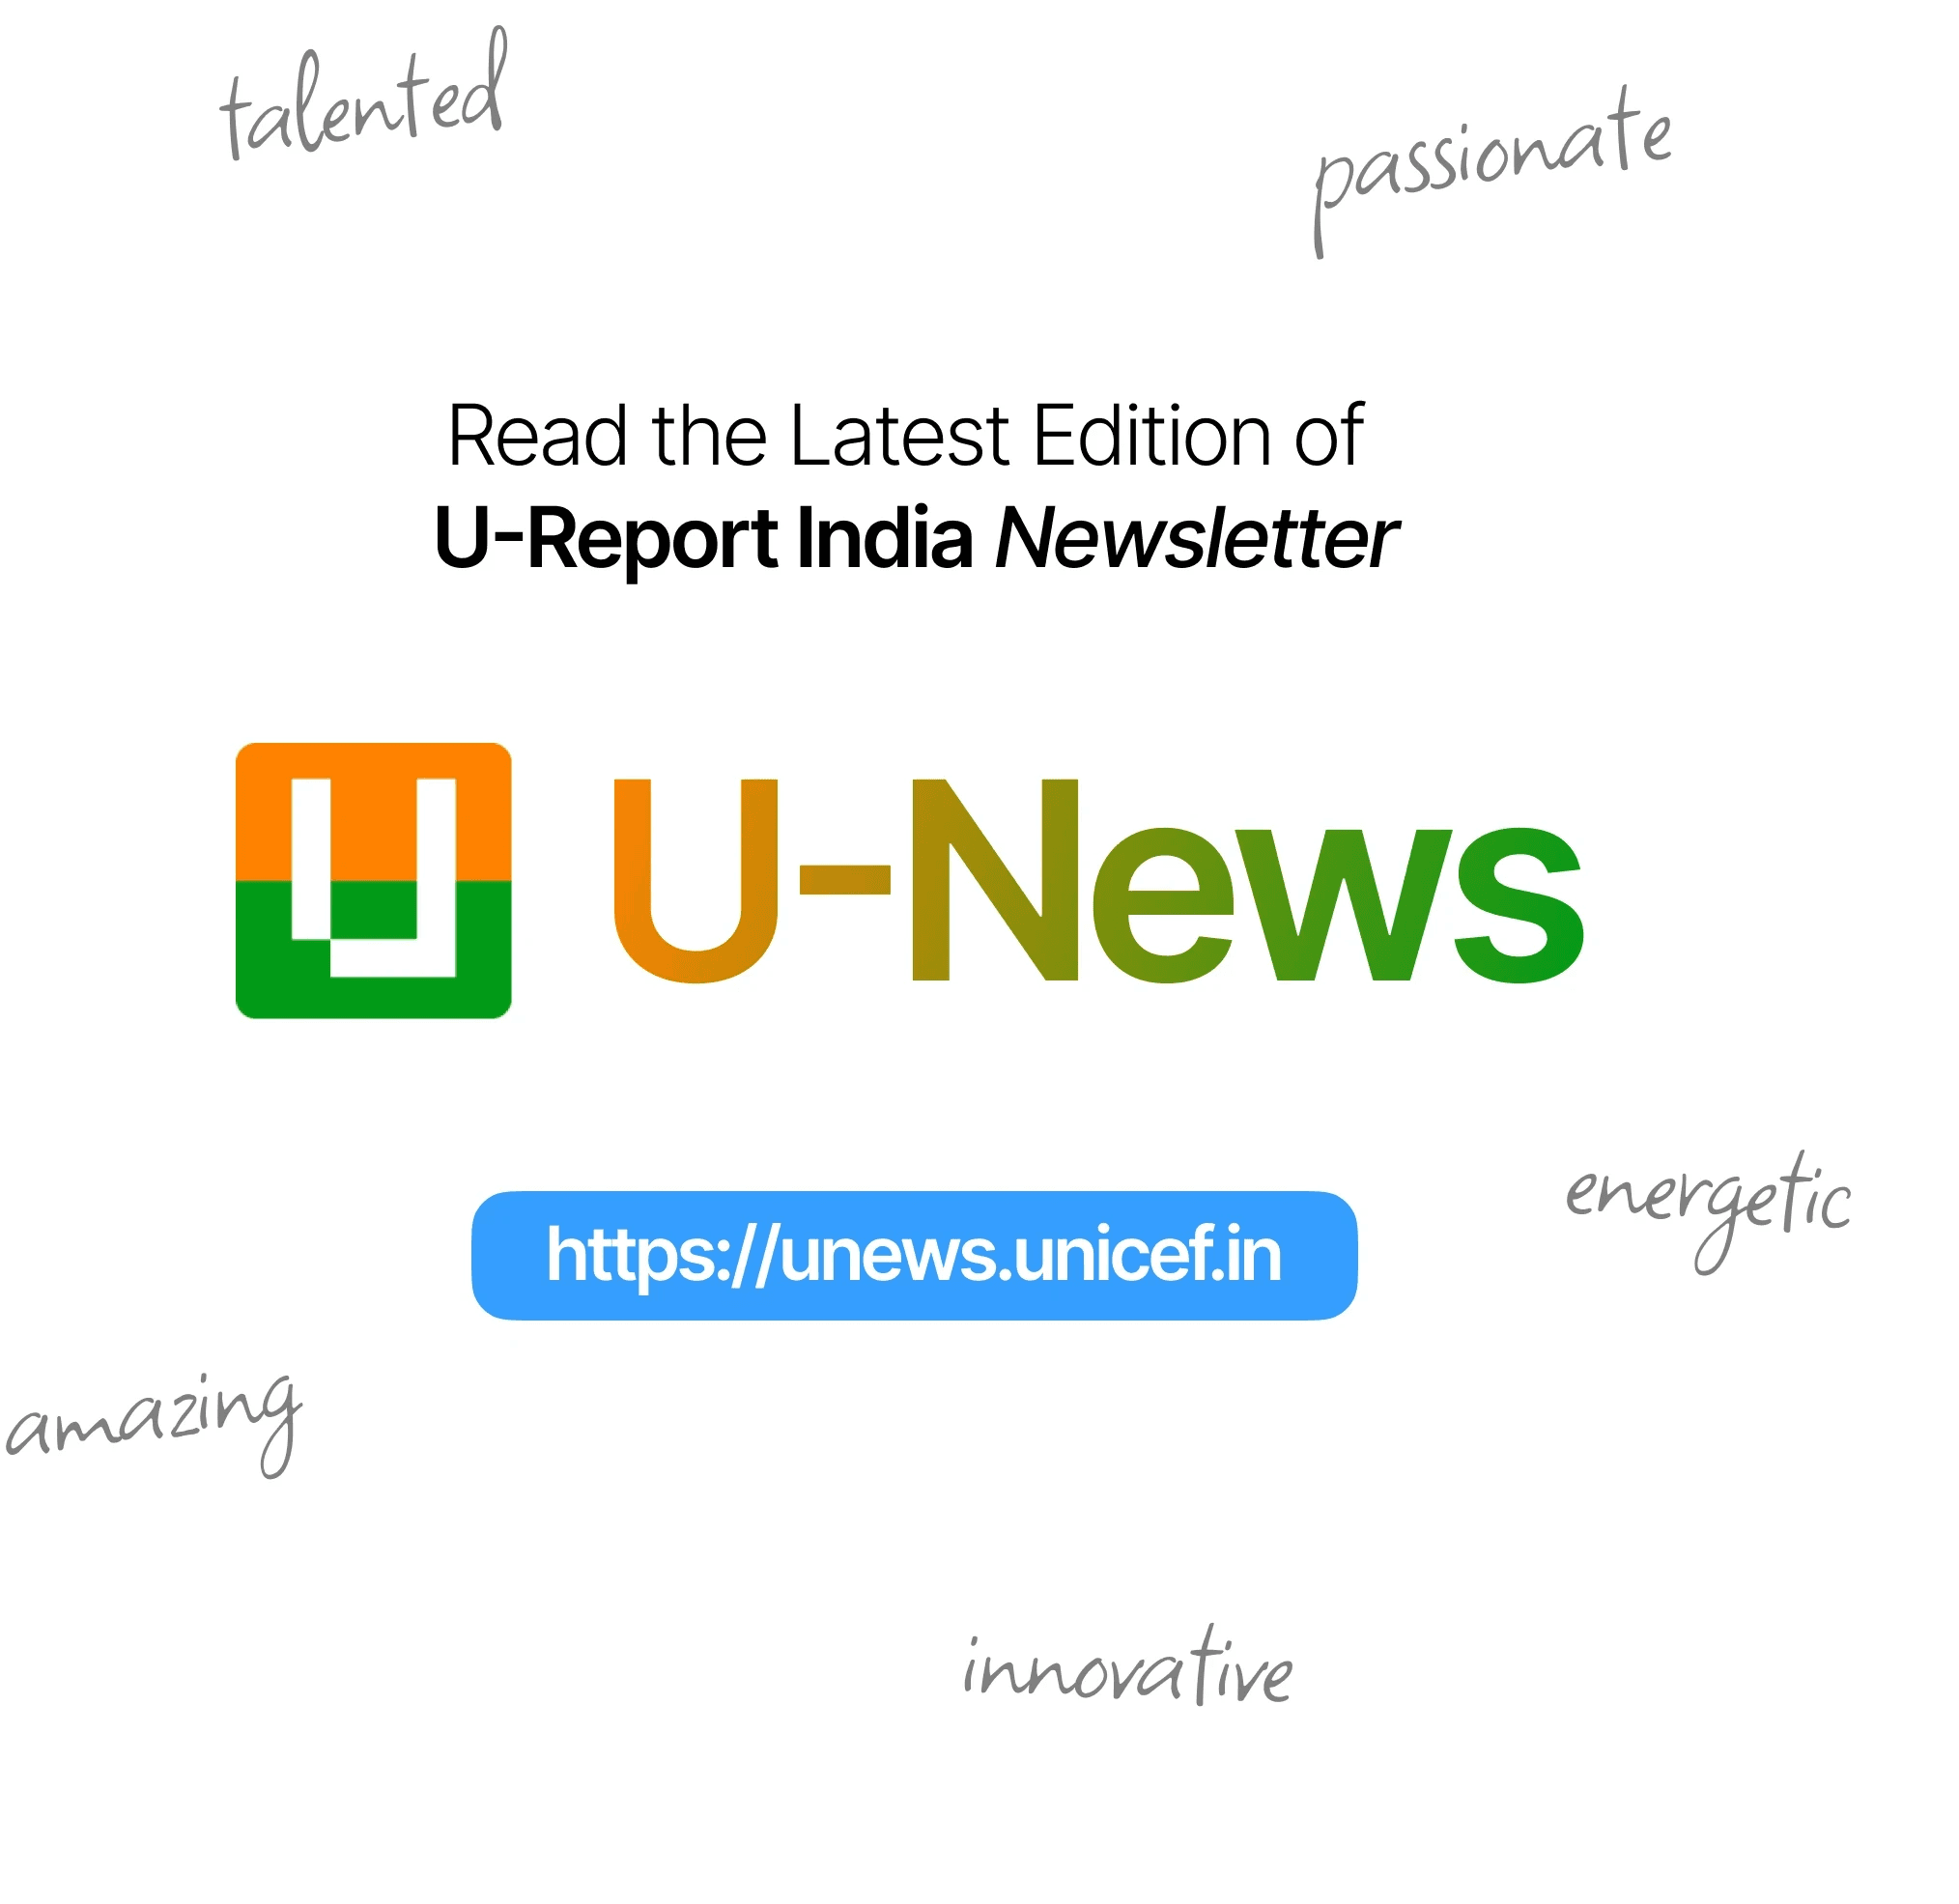 talented
passionate
Read the Latest Edition of
U-Report India Newsletter
U-News
https://unews.unicef.in
energetic
amazing
innovative